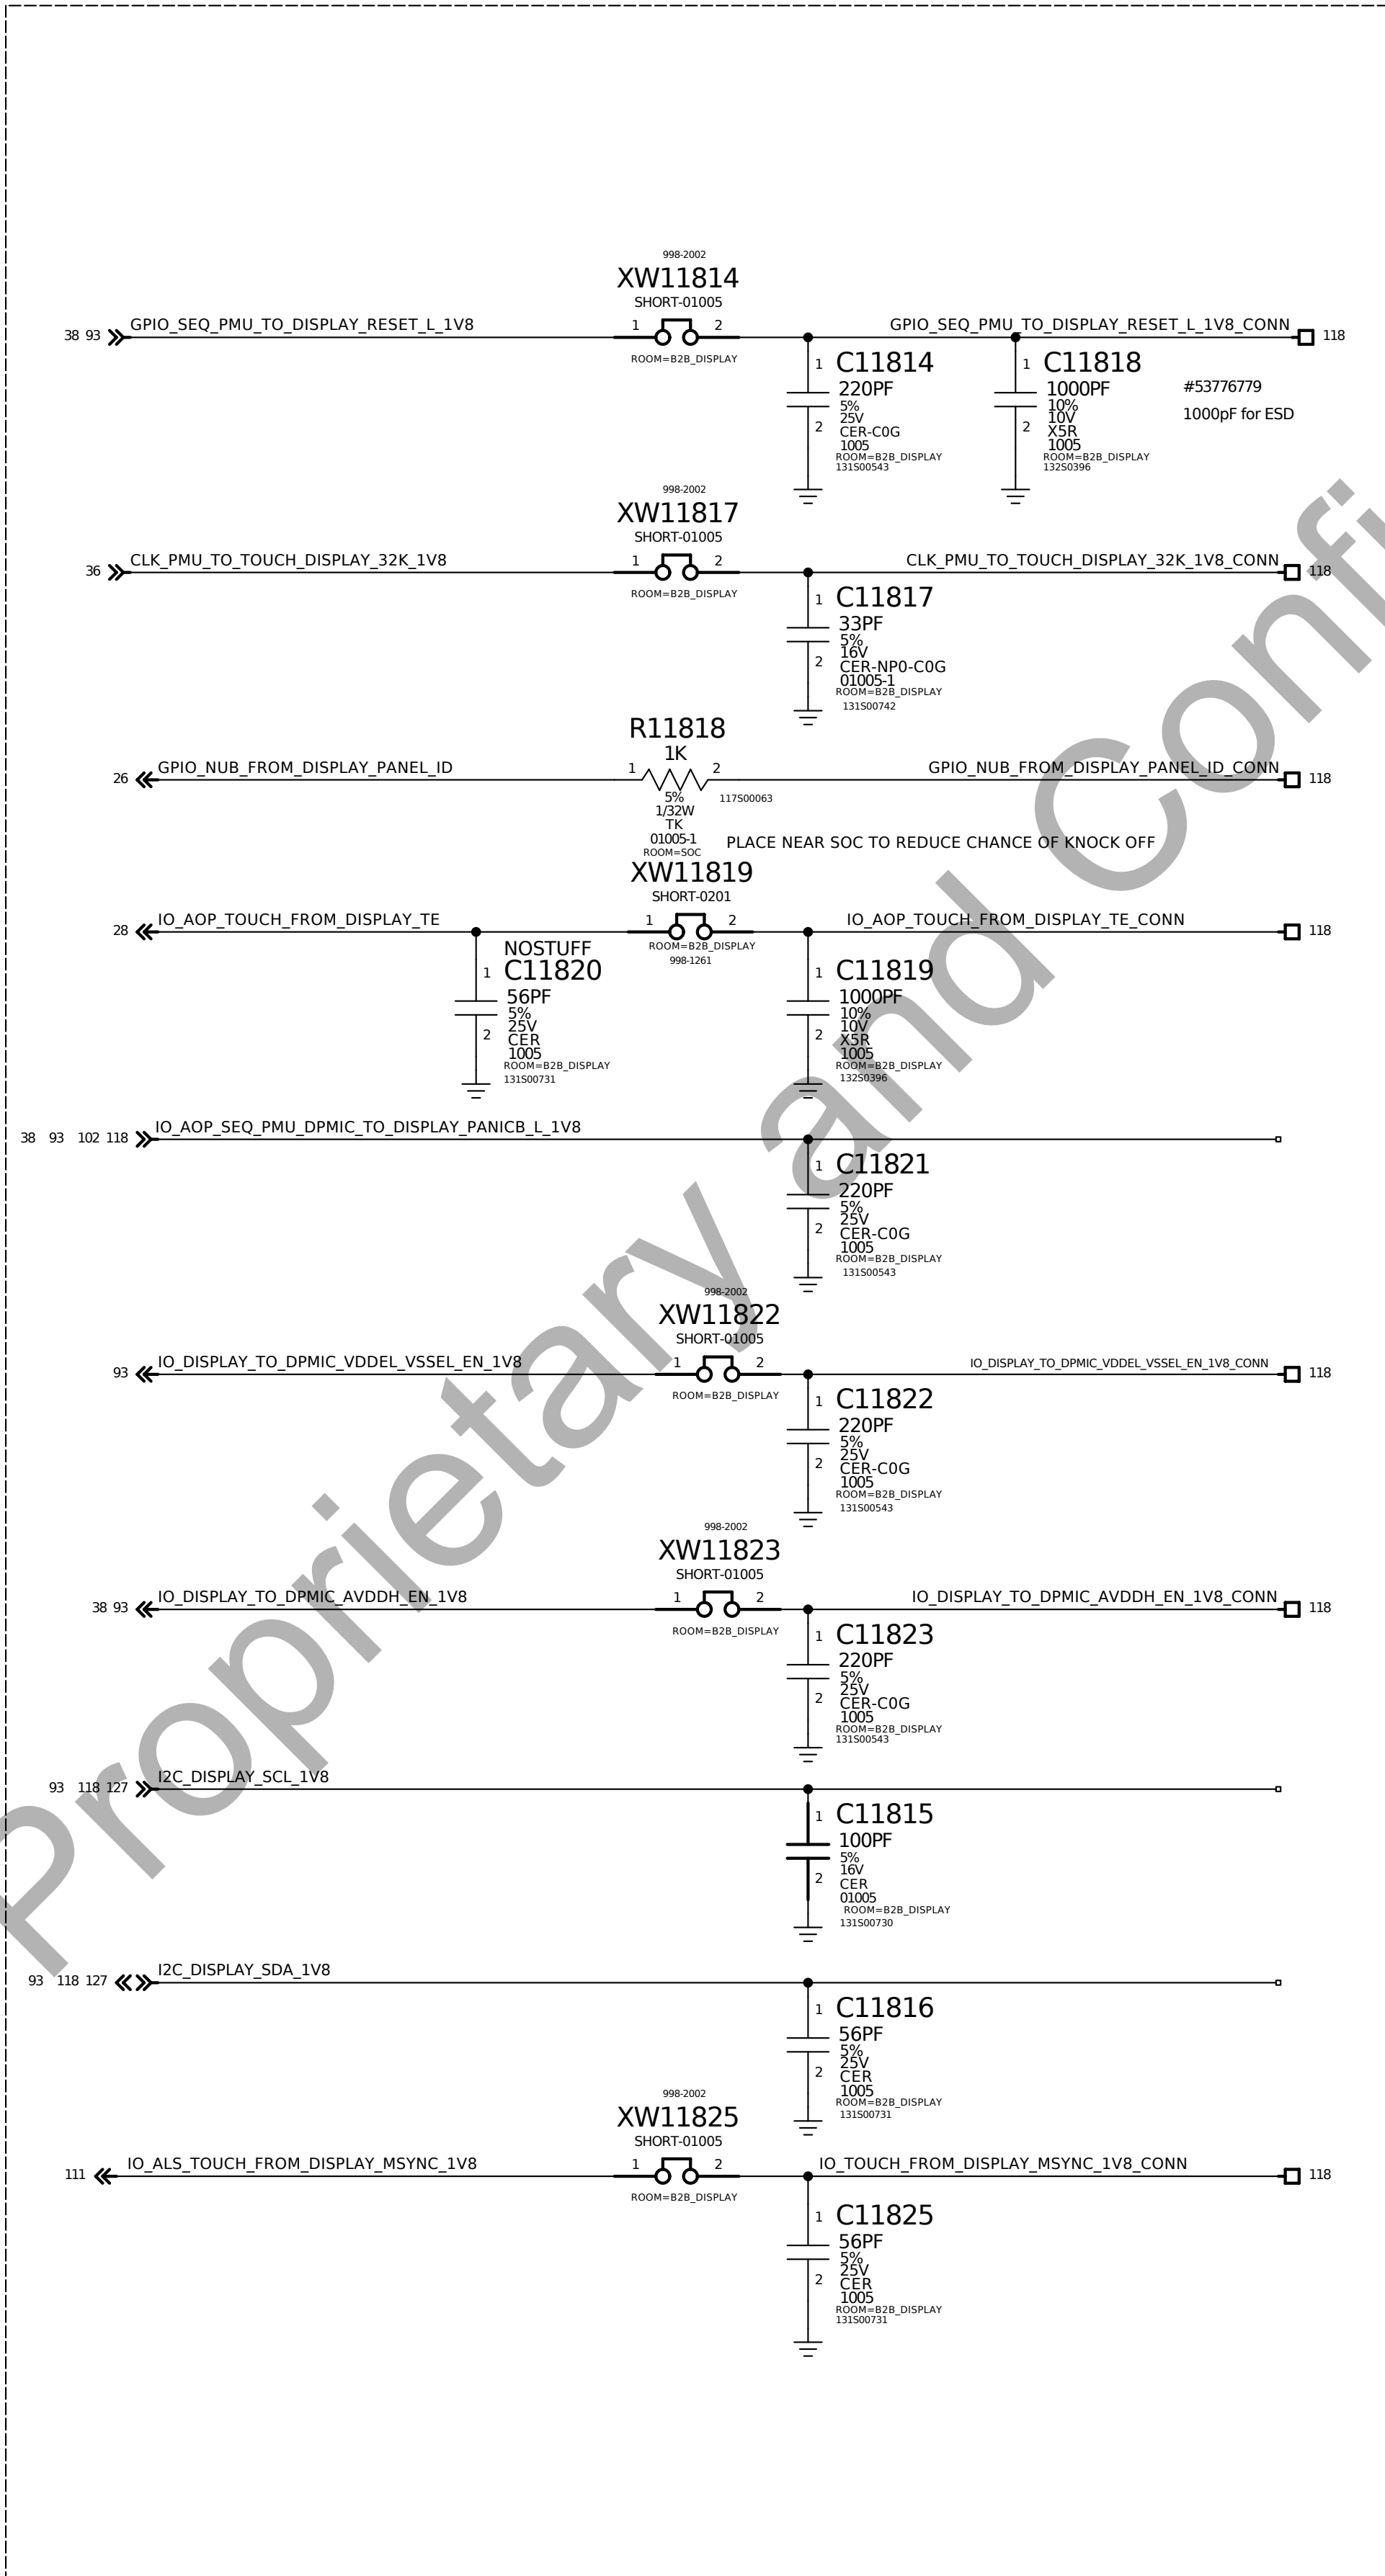 998-2002
XW11814
SHORT-01005
38 93 GPIO_SEQ_PMU_TO_DISPLAY_RESET_L_1V8 1 2 GPIO_SEQ_PMU_TO_DISPLAY_RESET_L_1V8_CONN 118
ROOM=B2B_DISPLAY
1 C11814
220PF
5%
25V
2 CER-C0G
1005
ROOM=B2B_DISPLAY
131S00543
1 C11818
1000PF
10%
10V
2 X5R
1005
ROOM=B2B_DISPLAY
132S0396
#53776779
1000pF for ESD
998-2002
XW11817
SHORT-01005
36 CLK_PMU_TO_TOUCH_DISPLAY_32K_1V8 1 2 CLK_PMU_TO_TOUCH_DISPLAY_32K_1V8_CONN 118
ROOM=B2B_DISPLAY
1 C11817
33PF
5%
16V
2 CER-NP0-C0G
01005-1
ROOM=B2B_DISPLAY
131S00742
R11818
1K
26 GPIO_NUB_FROM_DISPLAY_PANEL_ID 1 2 GPIO_NUB_FROM_DISPLAY_PANEL_ID_CONN 118
5% 117S00063
1/32W
TK
01005-1
ROOM=SOC
PLACE NEAR SOC TO REDUCE CHANCE OF KNOCK OFF
XW11819
SHORT-0201
28 IO_AOP_TOUCH_FROM_DISPLAY_TE 1 2 IO_AOP_TOUCH_FROM_DISPLAY_TE_CONN 118
ROOM=B2B_DISPLAY
998-1261
NOSTUFF
1 C11820
56PF
5%
25V
2 CER
1005
ROOM=B2B_DISPLAY
131S00731
1 C11819
1000PF
10%
10V
2 X5R
1005
ROOM=B2B_DISPLAY
132S0396
38 93 102 118 IO_AOP_SEQ_PMU_DPMIC_TO_DISPLAY_PANICB_L_1V8
1 C11821
220PF
5%
25V
2 CER-C0G
1005
ROOM=B2B_DISPLAY
131S00543
998-2002
XW11822
SHORT-01005
93 IO_DISPLAY_TO_DPMIC_VDDEL_VSSEL_EN_1V8 1 2 IO_DISPLAY_TO_DPMIC_VDDEL_VSSEL_EN_1V8_CONN 118
ROOM=B2B_DISPLAY
1 C11822
220PF
5%
25V
2 CER-C0G
1005
ROOM=B2B_DISPLAY
131S00543
998-2002
XW11823
SHORT-01005
38 93 IO_DISPLAY_TO_DPMIC_AVDDH_EN_1V8 1 2 IO_DISPLAY_TO_DPMIC_AVDDH_EN_1V8_CONN 118
ROOM=B2B_DISPLAY
1 C11823
220PF
5%
25V
2 CER-C0G
1005
ROOM=B2B_DISPLAY
131S00543
93 118 127 I2C_DISPLAY_SCL_1V8
1 C11815
100PF
5%
16V
2 CER
01005
ROOM=B2B_DISPLAY
131S00730
93 118 127 I2C_DISPLAY_SDA_1V8
1 C11816
56PF
5%
25V
2 CER
1005
ROOM=B2B_DISPLAY
131S00731
998-2002
XW11825
SHORT-01005
111 IO_ALS_TOUCH_FROM_DISPLAY_MSYNC_1V8 1 2 IO_TOUCH_FROM_DISPLAY_MSYNC_1V8_CONN 118
ROOM=B2B_DISPLAY
1 C11825
56PF
5%
25V
2 CER
1005
ROOM=B2B_DISPLAY
131S00731
Proprietary and Confi